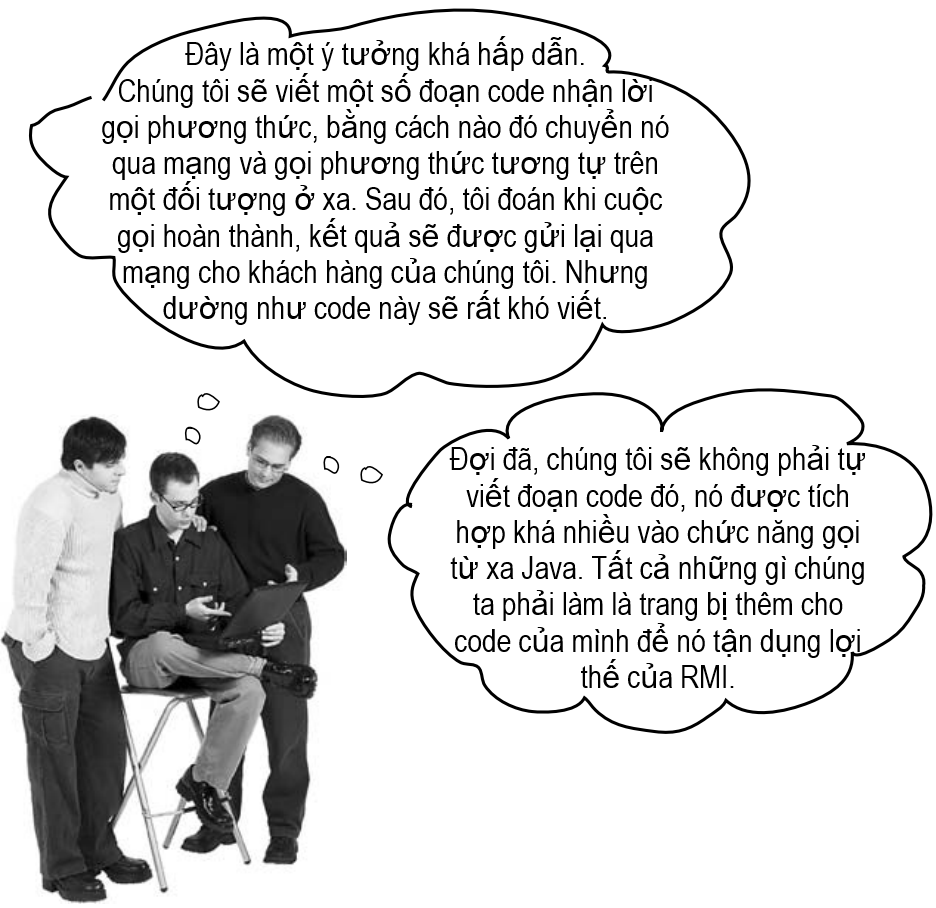 Đây là một ý tưởng khá hấp dẫn.
Chúng tôi sẽ viết một số đoạn code nhận lời
gọi phương thức, bằng cách nào đó chuyển nó
qua mạng và gọi phương thức tương tự trên
một đối tượng ở xa. Sau đó, tôi đoán khi cuộc
gọi hoàn thành, kết quả sẽ được gửi lại qua
mạng cho khách hàng của chúng tôi. Nhưng
dường như code này sẽ rất khó viết.
Đợi đã, chúng tôi sẽ không phải tự
viết đoạn code đó, nó được tích
hợp khá nhiều vào chức năng gọi
từ xa Java. Tất cả những gì chúng
ta phải làm là trang bị thêm cho
code của mình để nó tận dụng lợi
thế của RMI.